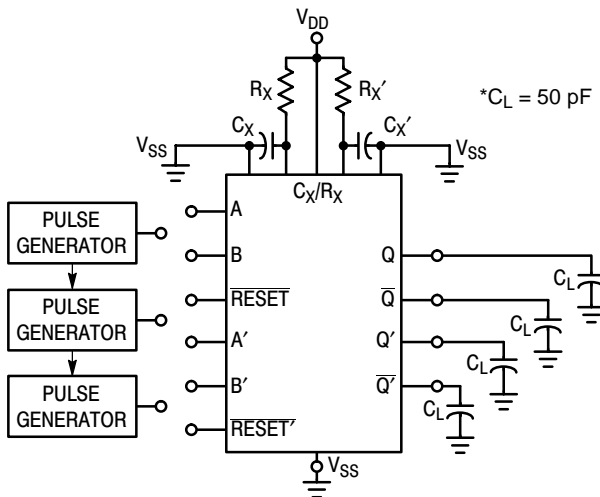 V_DD
R_X
R_X′
*C_L = 50 pF
C_X
C_X′
V_SS
V_SS
C_X/R_X
PULSE
GENERATOR
A
B
Q
C_L
RESET
Q
C_L
PULSE
GENERATOR
A′
Q′
C_L
B′
Q′
C_L
PULSE
GENERATOR
RESET′
V_SS